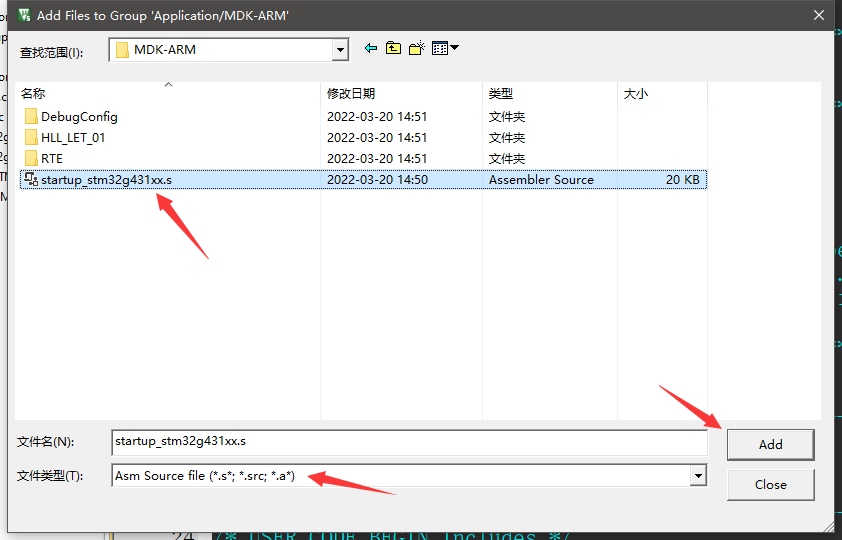 Add Files to Group 'Application/MDK-ARM'
查找范围(I): MDK-ARM
名称 修改日期 类型 大小
DebugConfig 2022-03-20 14:51 文件夹
HLL_LET_01 2022-03-20 14:51 文件夹
RTE 2022-03-20 14:51 文件夹
startup_stm32g431xx.s 2022-03-20 14:50 Assembler Source 20 KB
文件名(N): startup_stm32g431xx.s Add
文件类型(T): Asm Source file (*.s*; *.src; *.a*) Close
24 /* USER CODE BEGIN Includes */